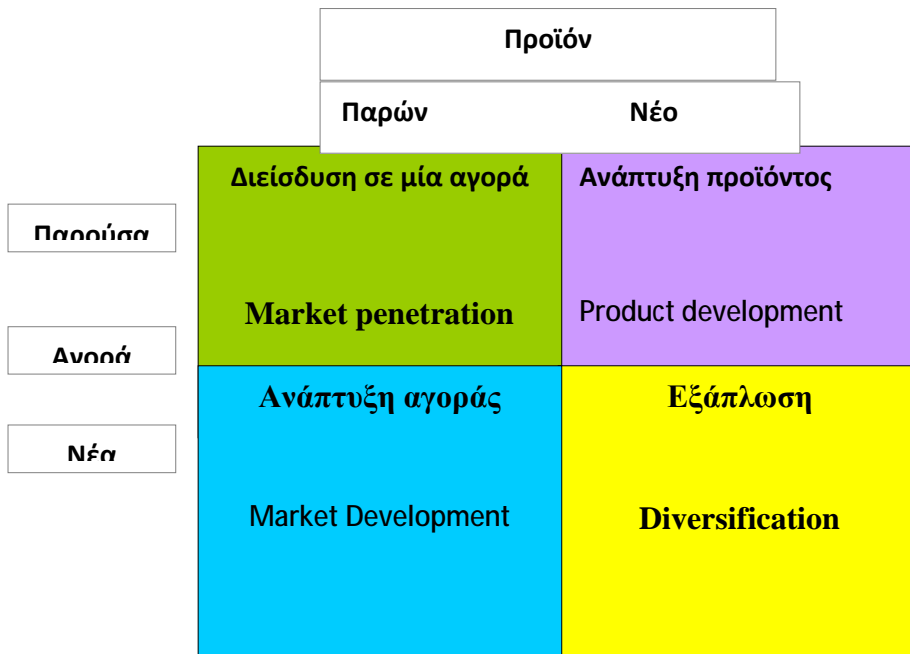 Προϊόν
Παρών Νέο
Διείσδυση σε μία αγορά
Ανάπτυξη προϊόντος
Παρούσα
Market penetration
Product development
Αγορά
Ανάπτυξη αγοράς
Εξάπλωση
Νέα
Market Development
Diversification